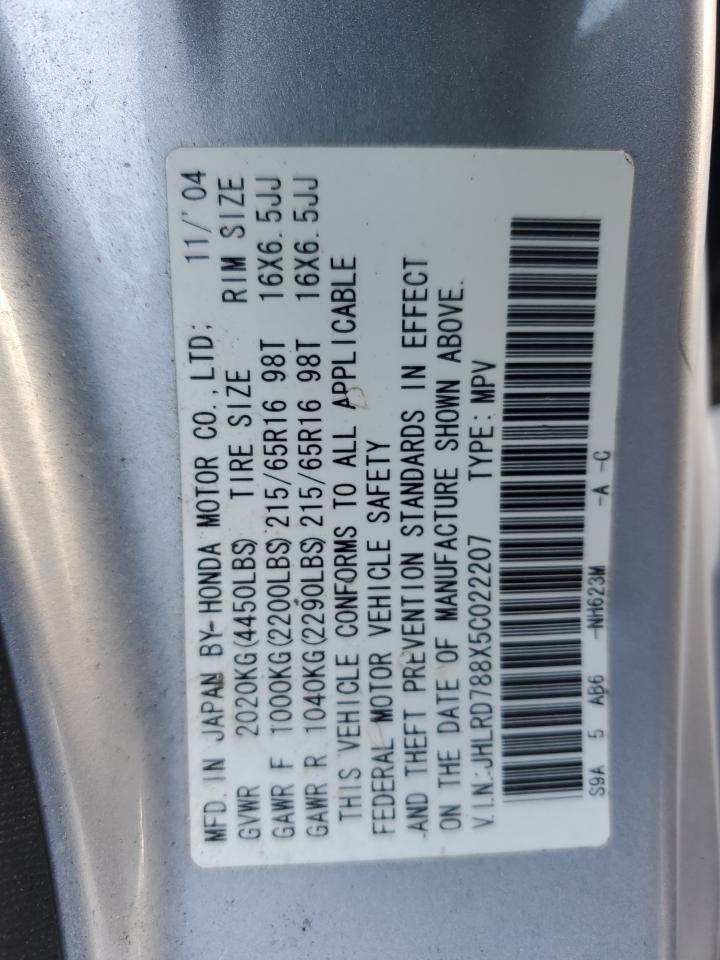 MFD. IN JAPAN BY-HONDA MOTOR CO., LTD; 11/'04
GVWR 2020KG(4450LBS) TIRE SIZE RIM SIZE
GAWR F 1000KG(2200LBS)215/65R16 98T 16X6.5JJ
GAWR R 1040KG(2290LBS)215/65R16 98T 16X6.5JJ
THIS VEHICLE CONFORMS TO ALL APPLICABLE
FEDERAL MOTOR VEHICLE SAFETY
AND THEFT PREVENTION STANDARDS IN EFFECT
ON THE DATE OF MANUFACTURE SHOWN ABOVE.
V.I.N.:JHLRD788X5C022207 TYPE: MPV
S9A 5 AB6 -NH623M -A -C